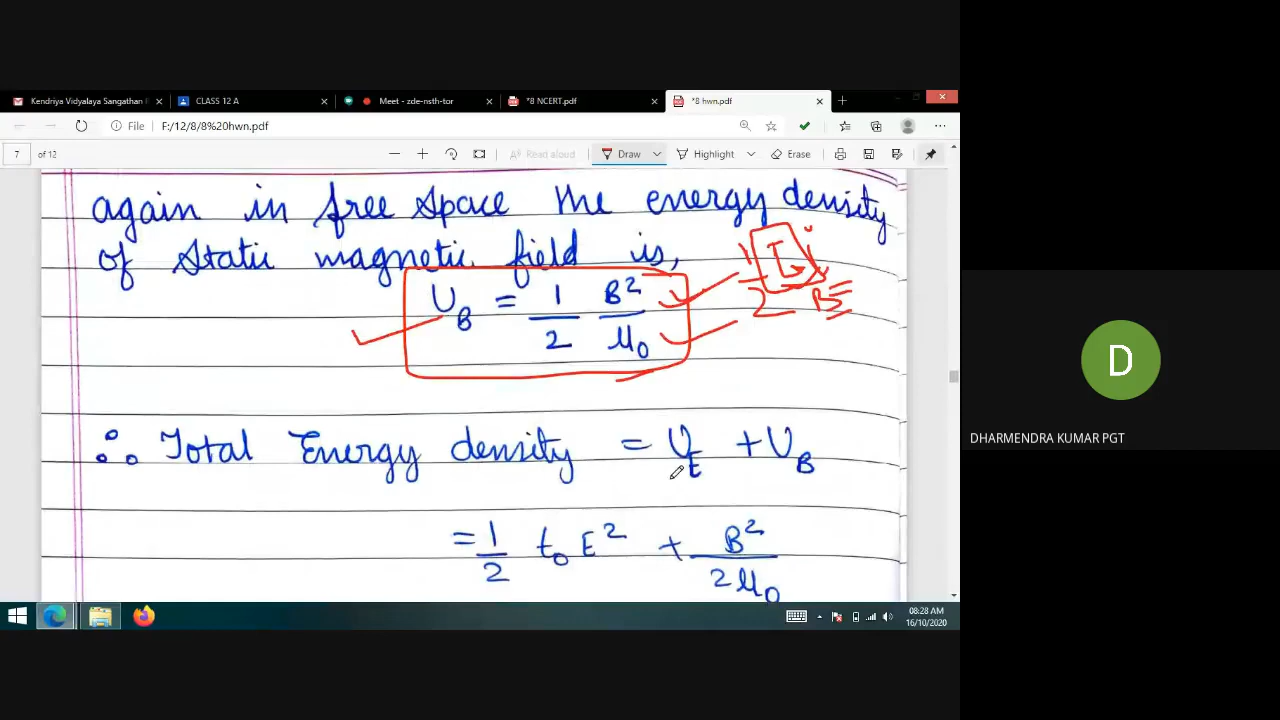 Kendriya Vidyalaya Sangathan
CLASS 12 A
Meet - zde-nsth-tor
*8 NCERT.pdf
*8 hwn.pdf
File
F:/12/8/8%20hwn.pdf
7 of 12
Read aloud
Draw
Highlight
Erase
again in free space the energy density
of static magnetic field is,
U_B = 1/2 B²/μ₀
∴ Total Energy density = U_E + U_B
= 1/2 ε₀ E² + B²/2μ₀
DHARMENDRA KUMAR PGT
D
08:28 AM
16/10/2020